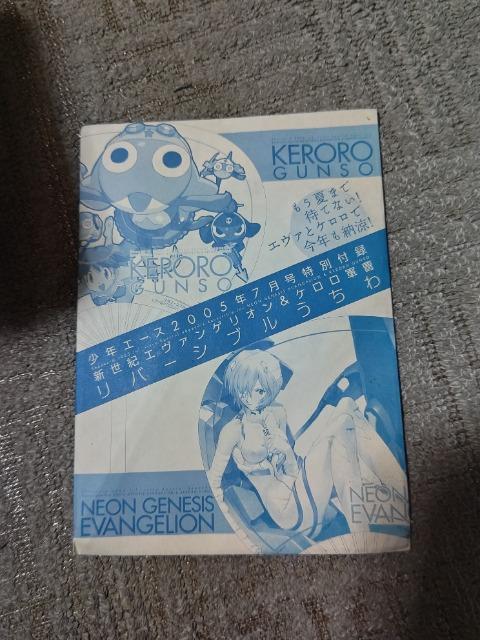 KERORO
GUNSO
もう夏まで
待てない!
エヴァとケロロで
今年も納涼!
KERORO
GUNSO
少年エース2005年7月号特別付録
新世紀エヴァンゲリオン&ケロロ軍曹
リバーシブルうちわ
NEON GENESIS
EVANGELION
NEON
EVAN